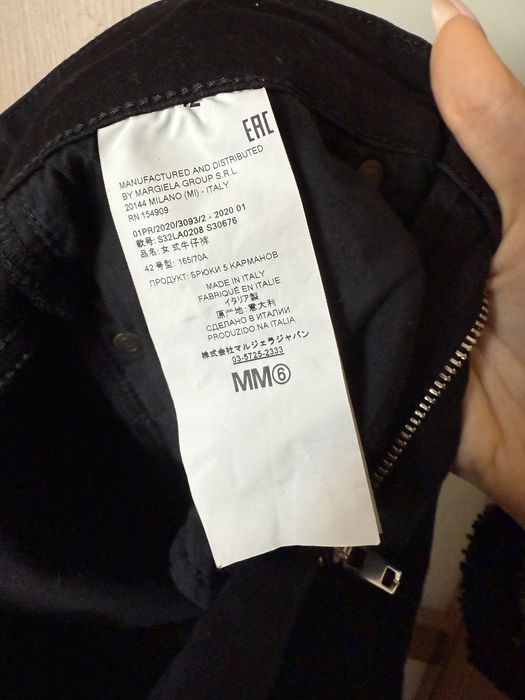 EAC
MANUFACTURED AND DISTRIBUTED
BY MARGIELA GROUP S.R.L.
20144 MILANO (MI) - ITALY
RN 154909
01PR/2020/3093/2 - 2020 01
款号: S32LA0208 S30676
品名: 女式牛仔裤
42 号型: 165/70A
ПРОДУКТ: БРЮКИ 5 КАРМАНОВ
MADE IN ITALY
FABRIQUÉ EN ITALIE
イタリア製
原产地: 意大利
СДЕЛАНО В ИТАЛИИ
PRODUZIDO NA ITALIA
株式会社マルジェラジャパン
03-5725-2333
MM⑥